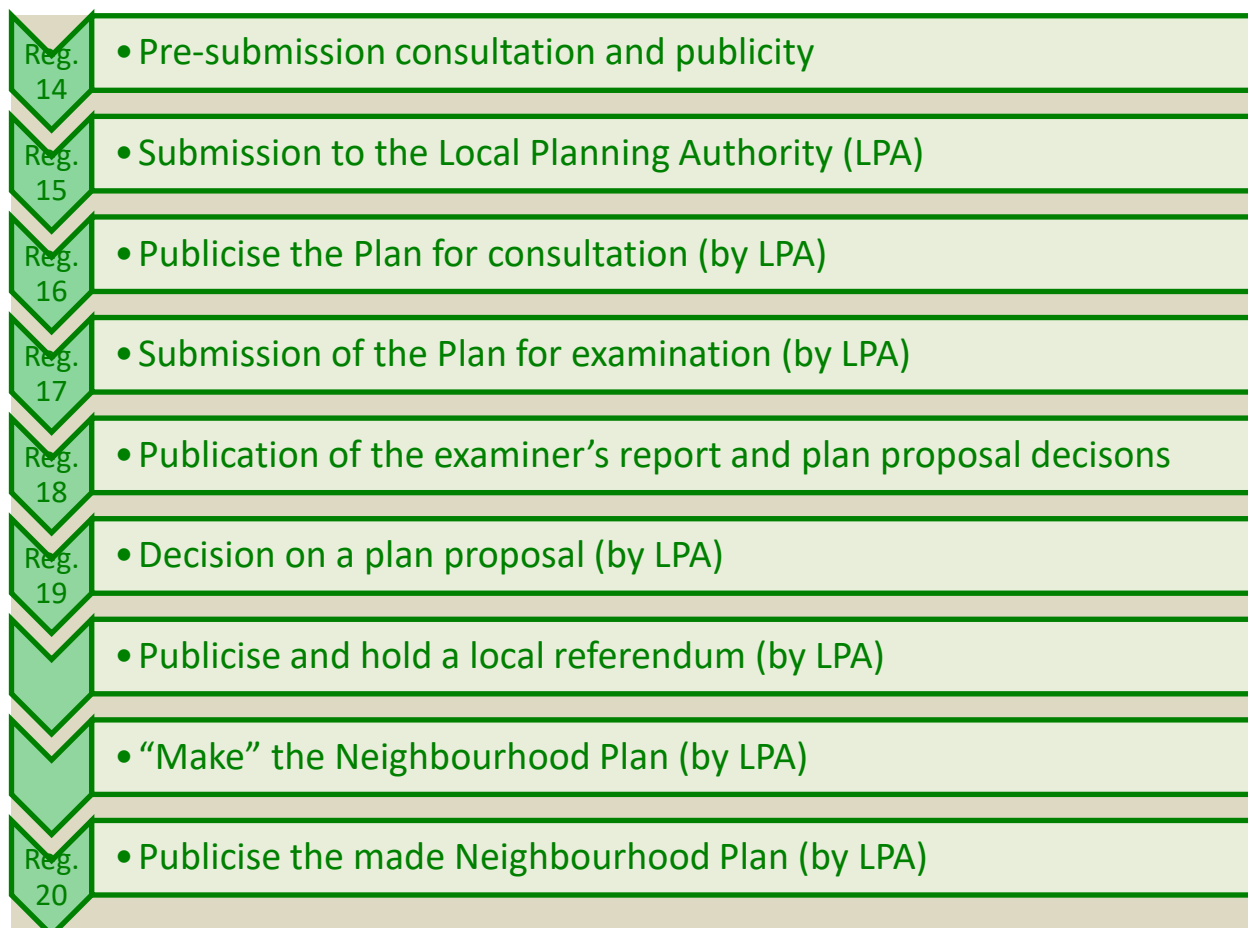 Reg.
14
• Pre-submission consultation and publicity
Reg.
15
• Submission to the Local Planning Authority (LPA)
Reg.
16
• Publicise the Plan for consultation (by LPA)
Reg.
17
• Submission of the Plan for examination (by LPA)
Reg.
18
• Publication of the examiner’s report and plan proposal decisons
Reg.
19
• Decision on a plan proposal (by LPA)
• Publicise and hold a local referendum (by LPA)
• “Make” the Neighbourhood Plan (by LPA)
Reg.
20
• Publicise the made Neighbourhood Plan (by LPA)